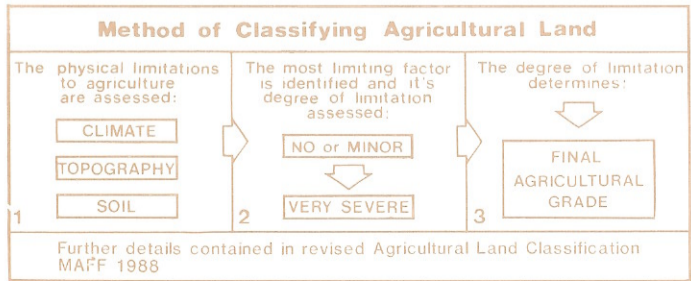 Method of Classifying Agricultural Land
The physical limitations
to agriculture
are assessed:
CLIMATE
TOPOGRAPHY
SOIL
1
The most limiting factor
is identified and it's
degree of limitation
assessed:
NO or MINOR
VERY SEVERE
2
The degree of limitation
determines:
FINAL
AGRICULTURAL
GRADE
3
Further details contained in revised Agricultural Land Classification
MAFF 1988